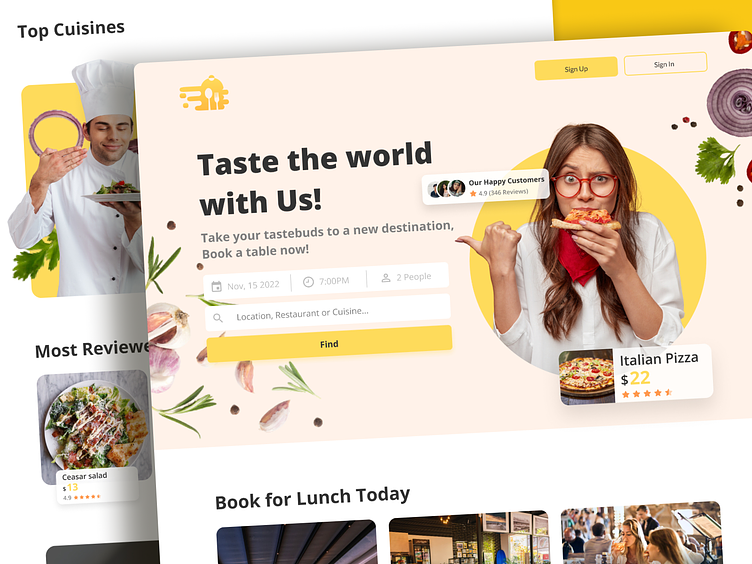 Top Cuisines
Sign Up
Sign In
Taste the world
with Us!
Our Happy Customers
4.9 (346 Reviews)
Take your tastebuds to a new destination,
Book a table now!
Nov, 15 2022
7:00PM
2 People
Location, Restaurant or Cuisine...
Find
Italian Pizza
$22
Most Reviewe
Ceasar salad
$ 13
4.9
Book for Lunch Today